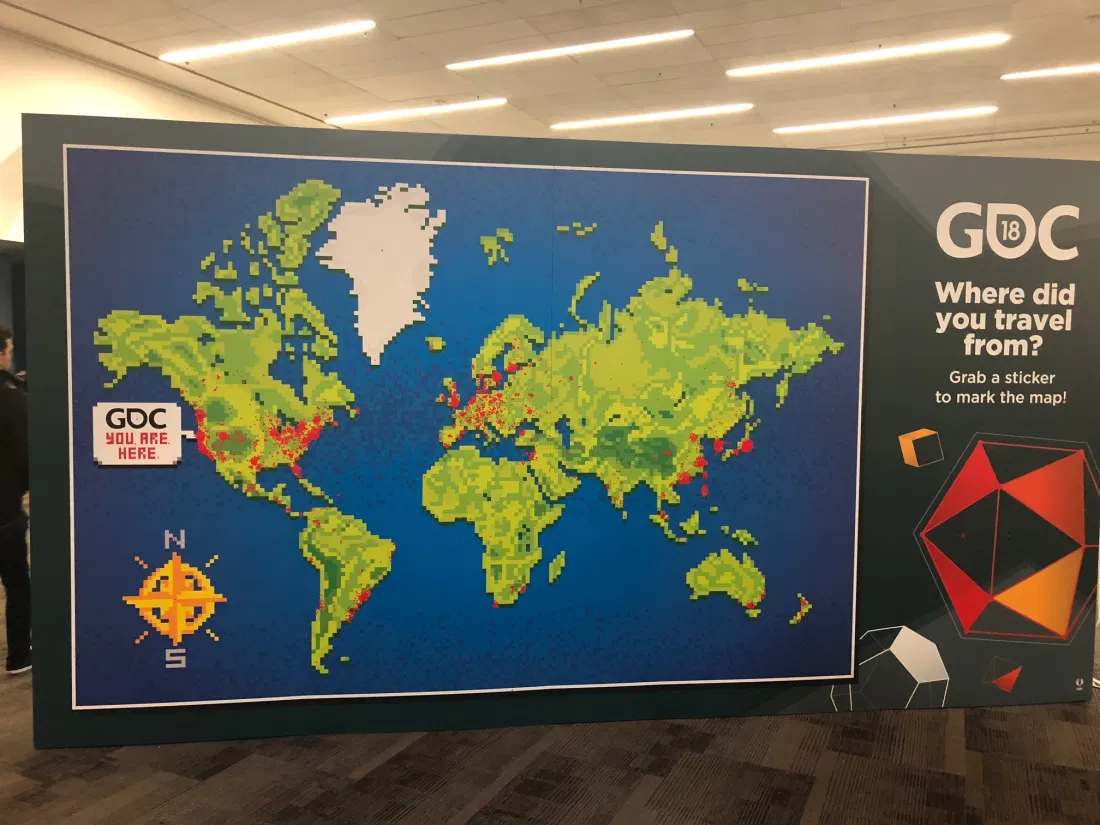 GDC
YOU ARE
HERE.
N
S
GDC
18
Where did
you travel
from?
Grab a sticker
to mark the map!